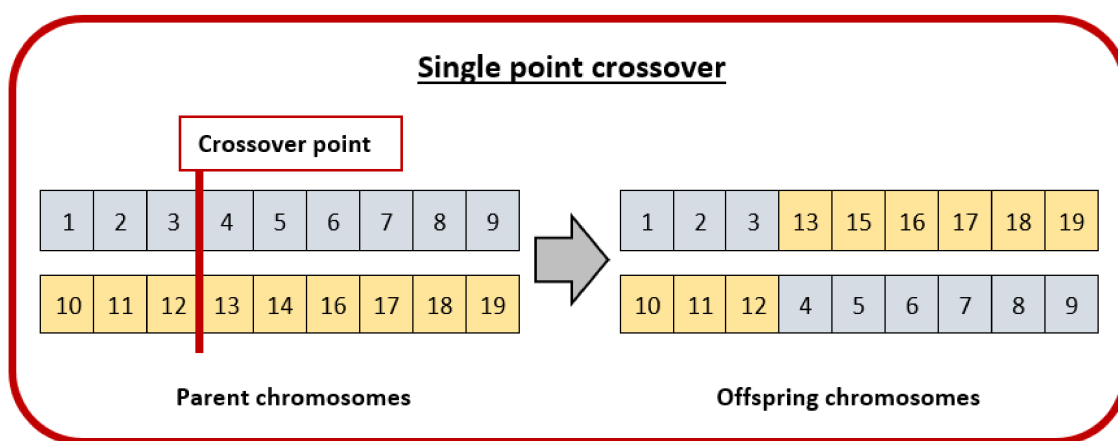 Single point crossover
Crossover point
1 2 3 4 5 6 7 8 9
10 11 12 13 14 16 17 18 19
Parent chromosomes
1 2 3 13 15 16 17 18 19
10 11 12 4 5 6 7 8 9
Offspring chromosomes